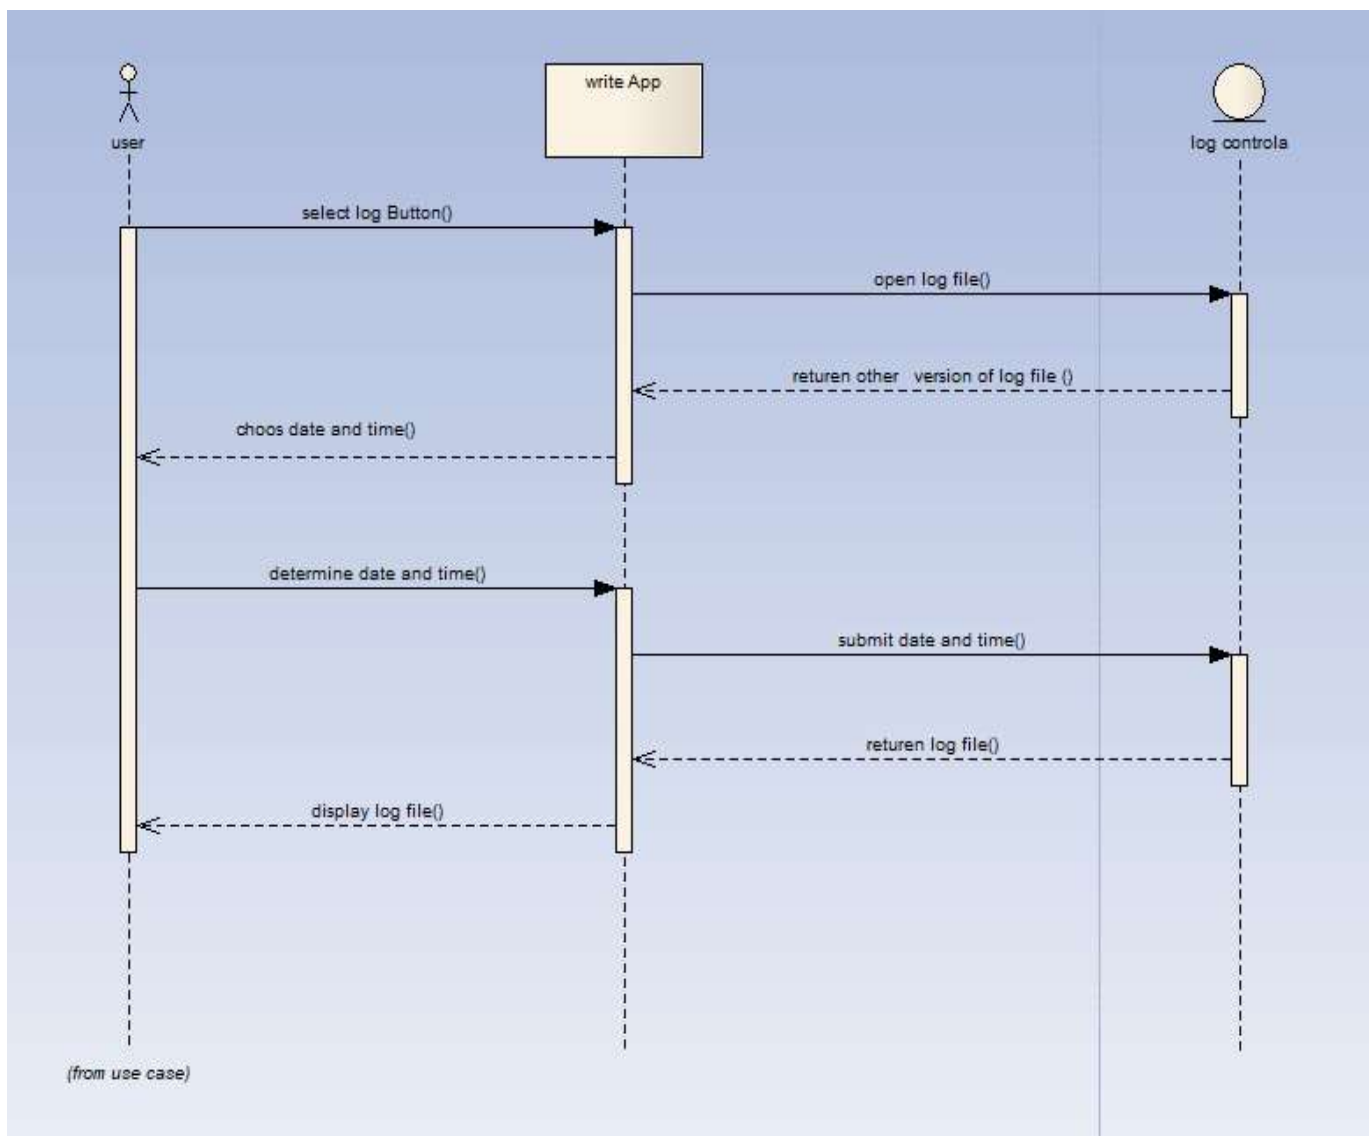 write App
user
log controla
select log Button()
open log file()
returen other version of log file ()
choos date and time()
determine date and time()
submit date and time()
returen log file()
display log file()
(from use case)